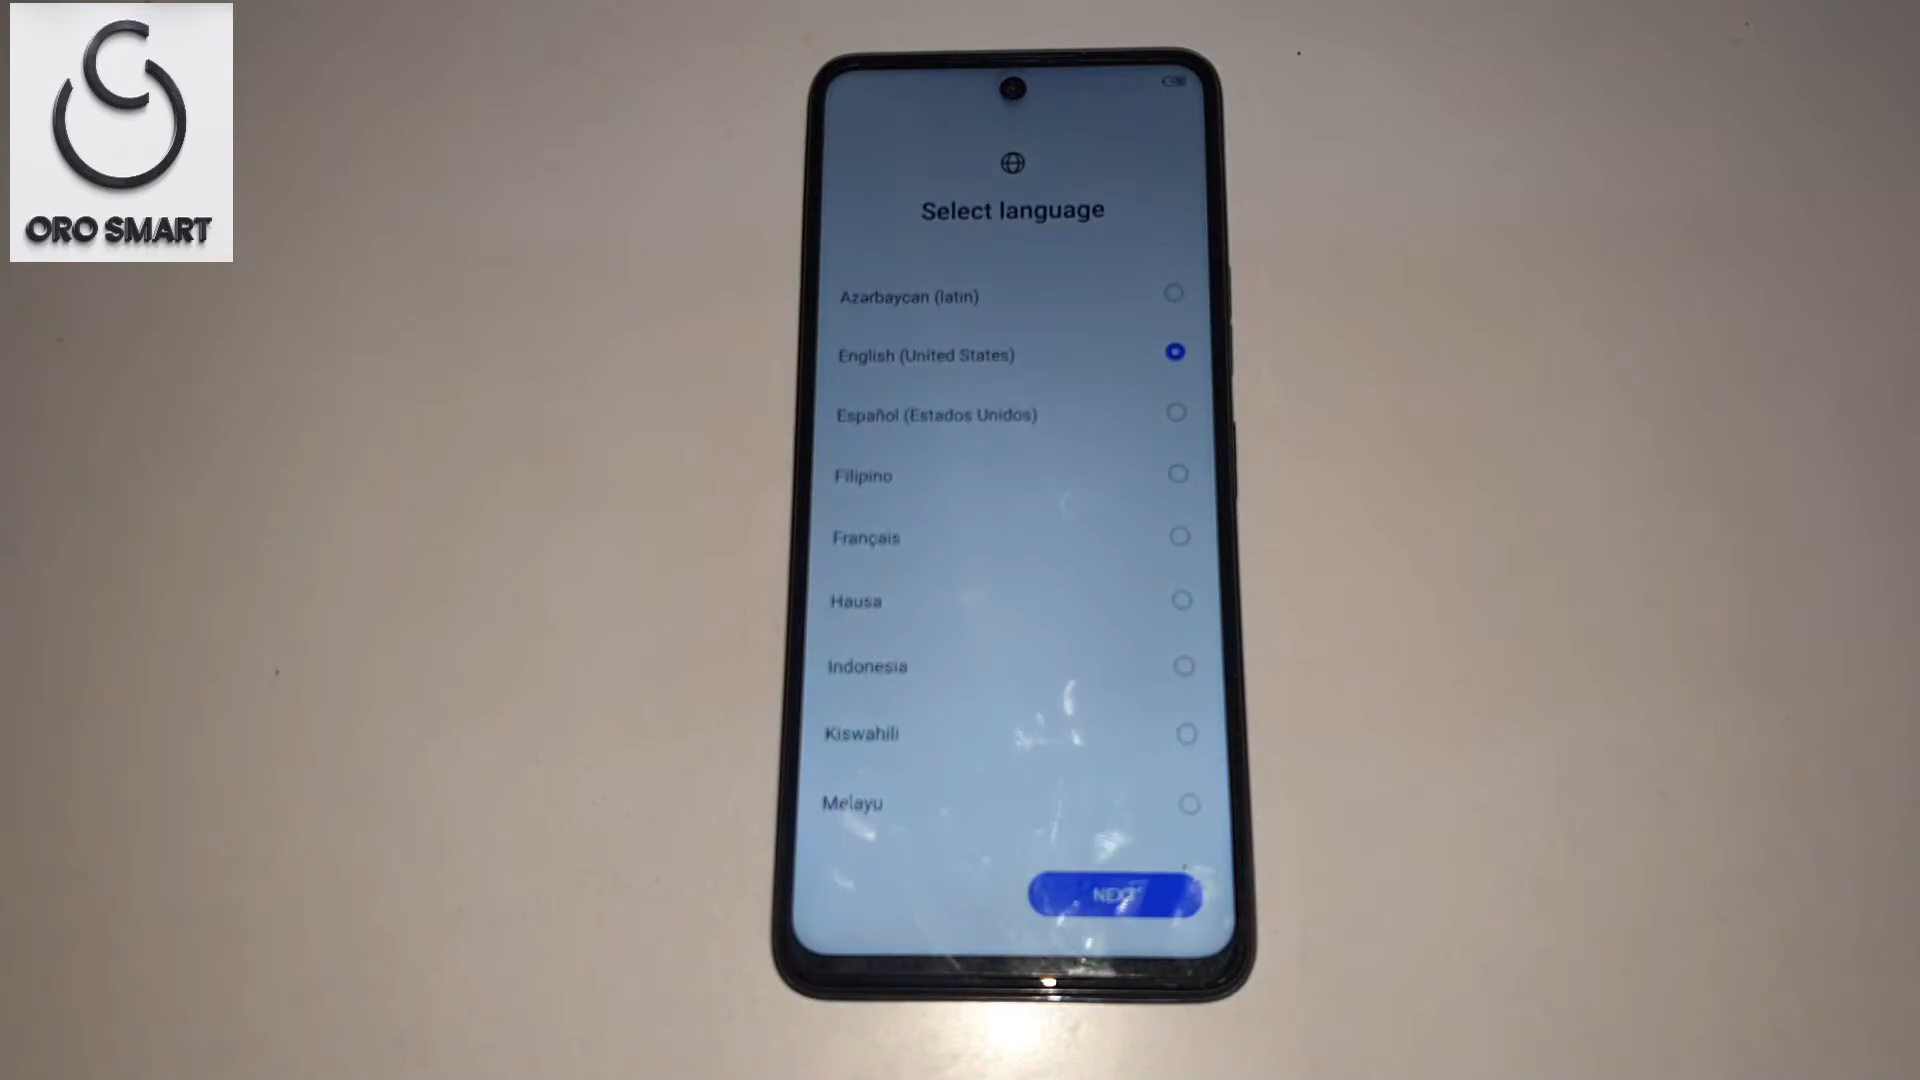 ORO SMART
Select language
Azərbaycan (latın)
English (United States)
Español (Estados Unidos)
Filipino
Français
Hausa
Indonesia
Kiswahili
Melayu
NEXT